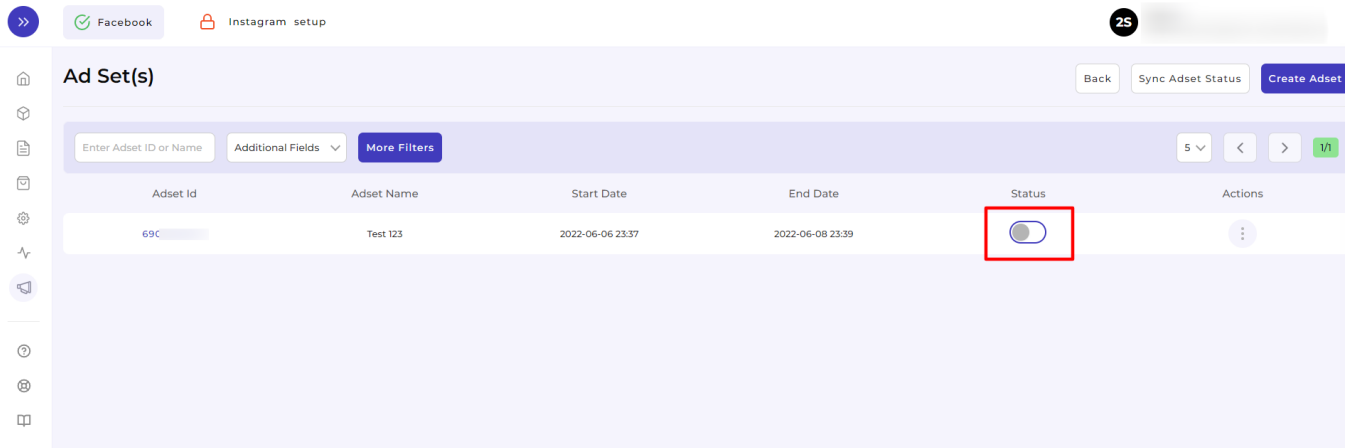 Facebook
Instagram setup
2S
Ad Set(s)
Back
Sync Adset Status
Create Adset
Enter Adset ID or Name
Additional Fields
More Filters
5
1/1
Adset Id
Adset Name
Start Date
End Date
Status
Actions
690
Test 123
2022-06-06 23:37
2022-06-08 23:39